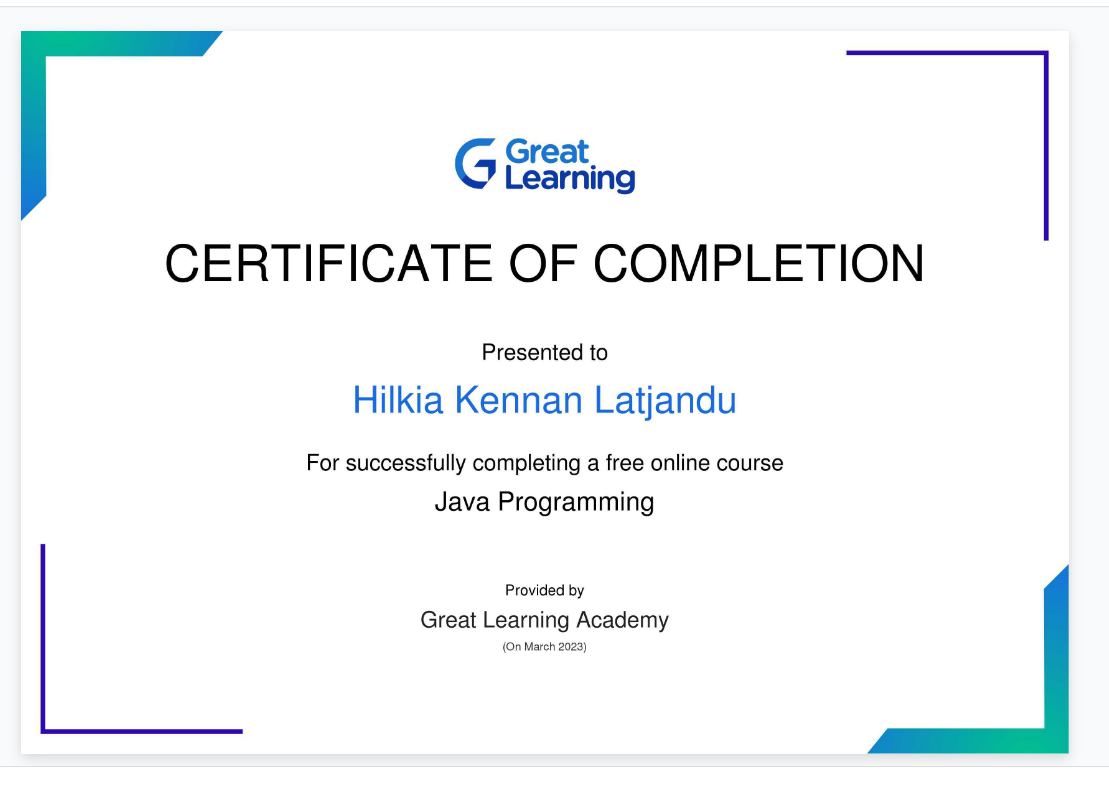 Great
Learning
CERTIFICATE OF COMPLETION
Presented to
Hilkia Kennan Latjandu
For successfully completing a free online course
Java Programming
Provided by
Great Learning Academy
(On March 2023)